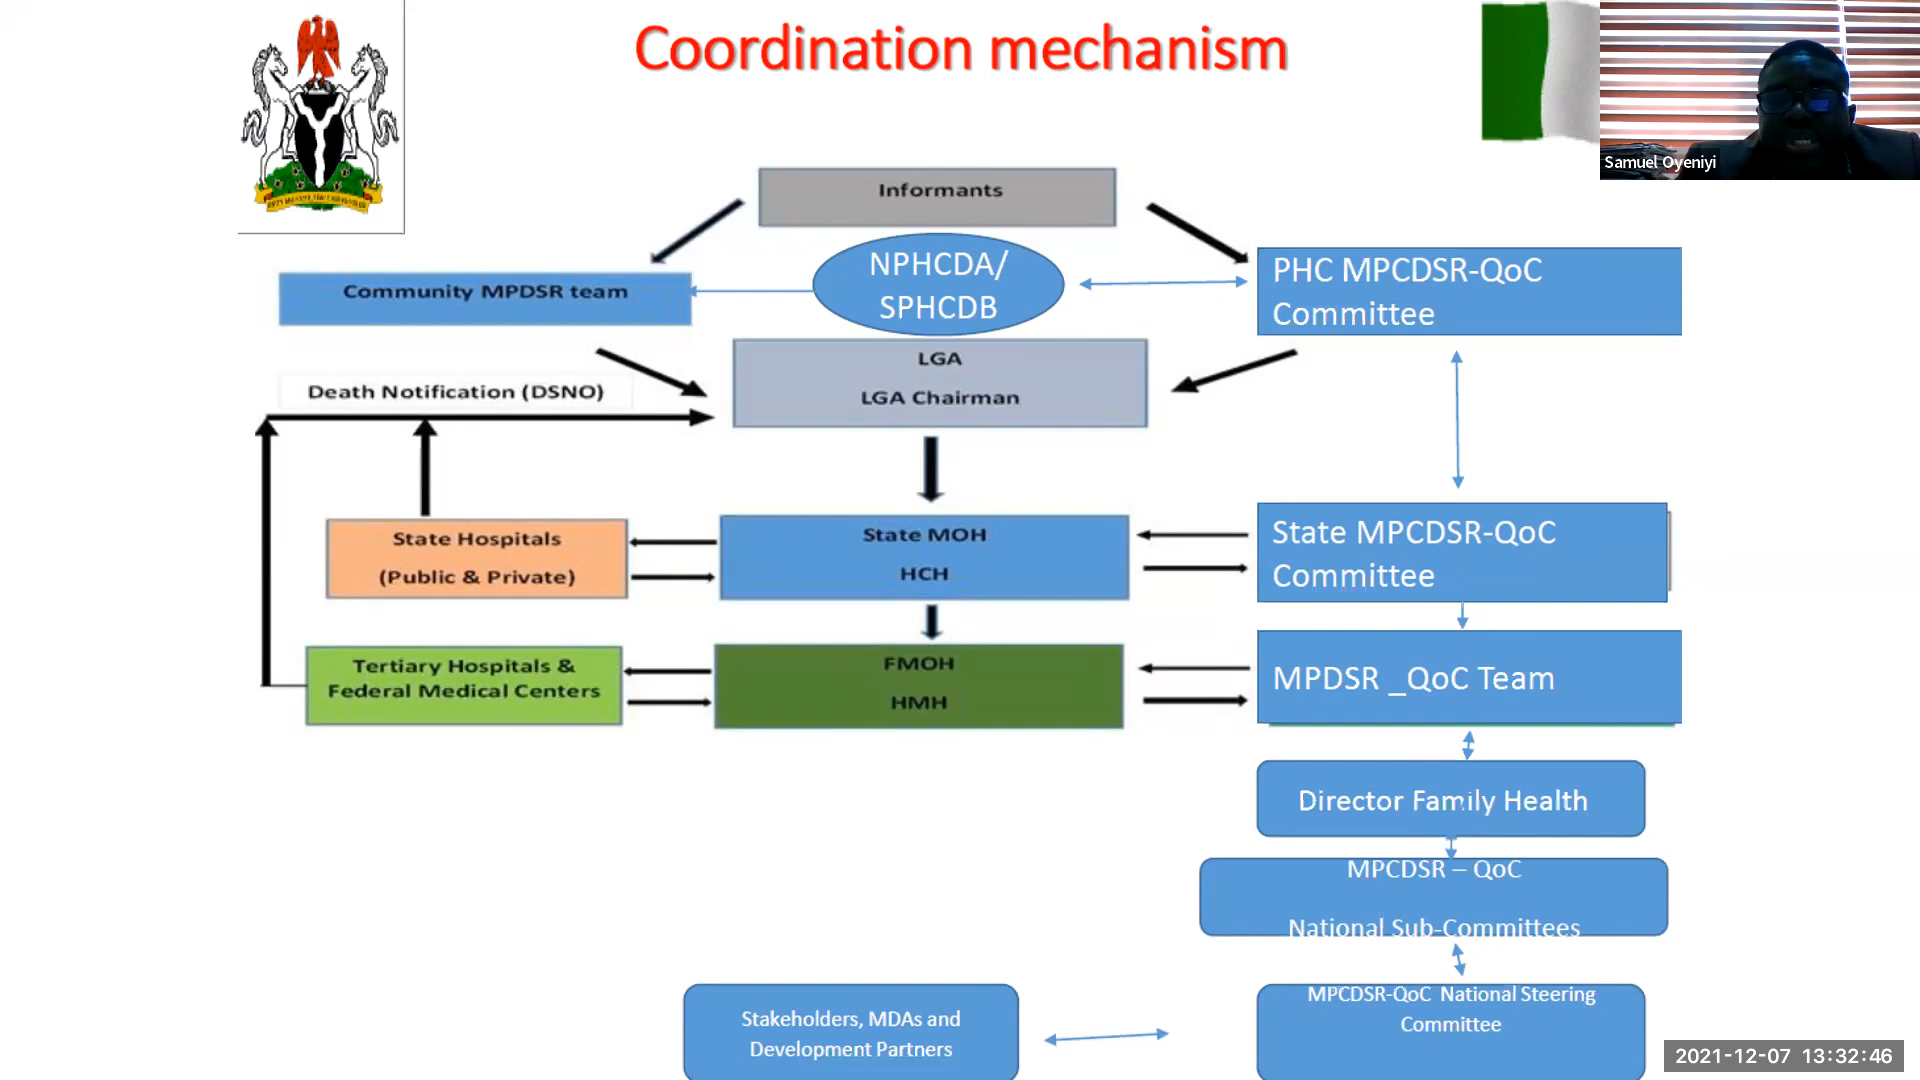 Coordination mechanism
Samuel Oyeniyi
Informants
NPHCDA/
SPHCDB
Community MPDSR team
PHC MPCDSR-QoC
Committee
LGA
LGA Chairman
Death Notification (DSNO)
State Hospitals
(Public & Private)
State MOH
HCH
State MPCDSR-QoC
Committee
Tertiary Hospitals &
Federal Medical Centers
FMOH
HMH
MPDSR _QoC Team
Director Family Health
MPCDSR – QoC
National Sub-Committees
Stakeholders, MDAs and
Development Partners
MPCDSR-QoC National Steering
Committee
2021-12-07 13:32:46